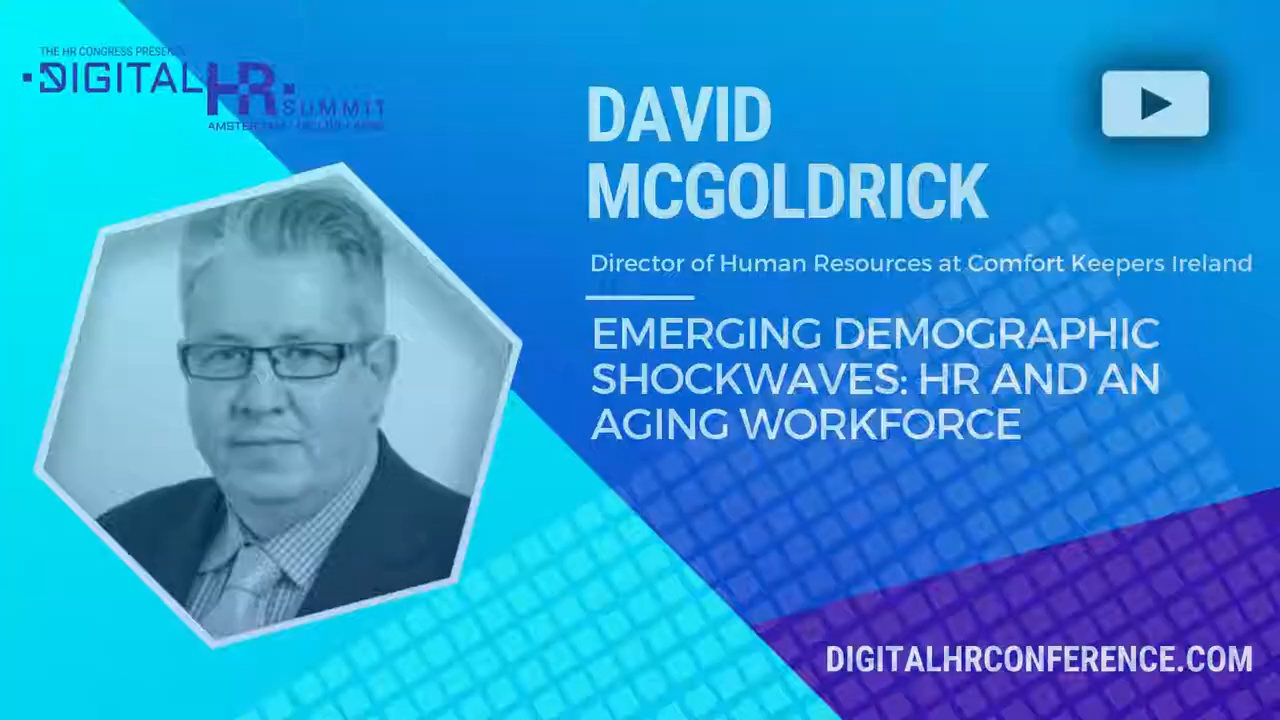 THE HR CONGRESS PRESENTS
DIGITAL HR
SUMMIT
DAVID
MCGOLDRICK
Director of Human Resources at Comfort Keepers Ireland
EMERGING DEMOGRAPHIC
SHOCKWAVES: HR AND AN
AGING WORKFORCE
DIGITALHRCONFERENCE.COM